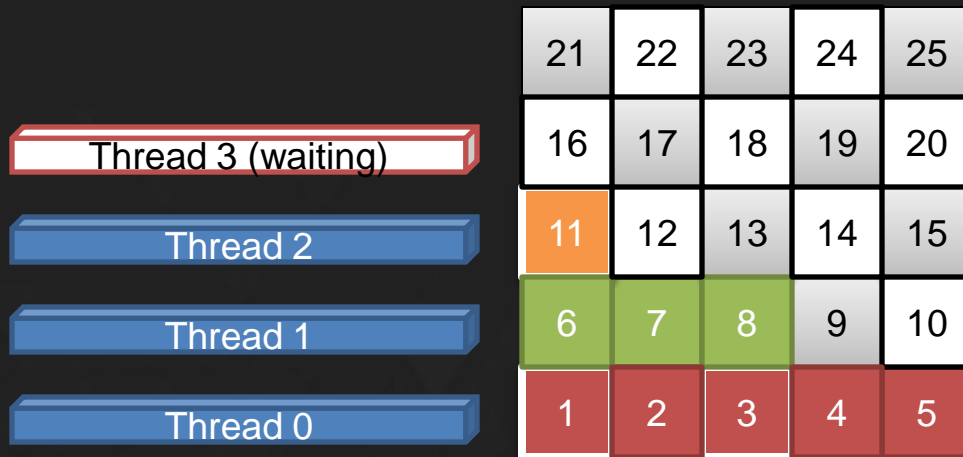 21 22 23 24 25
Thread 3 (waiting) 16 17 18 19 20
Thread 2 11 12 13 14 15
Thread 1 6 7 8 9 10
Thread 0 1 2 3 4 5